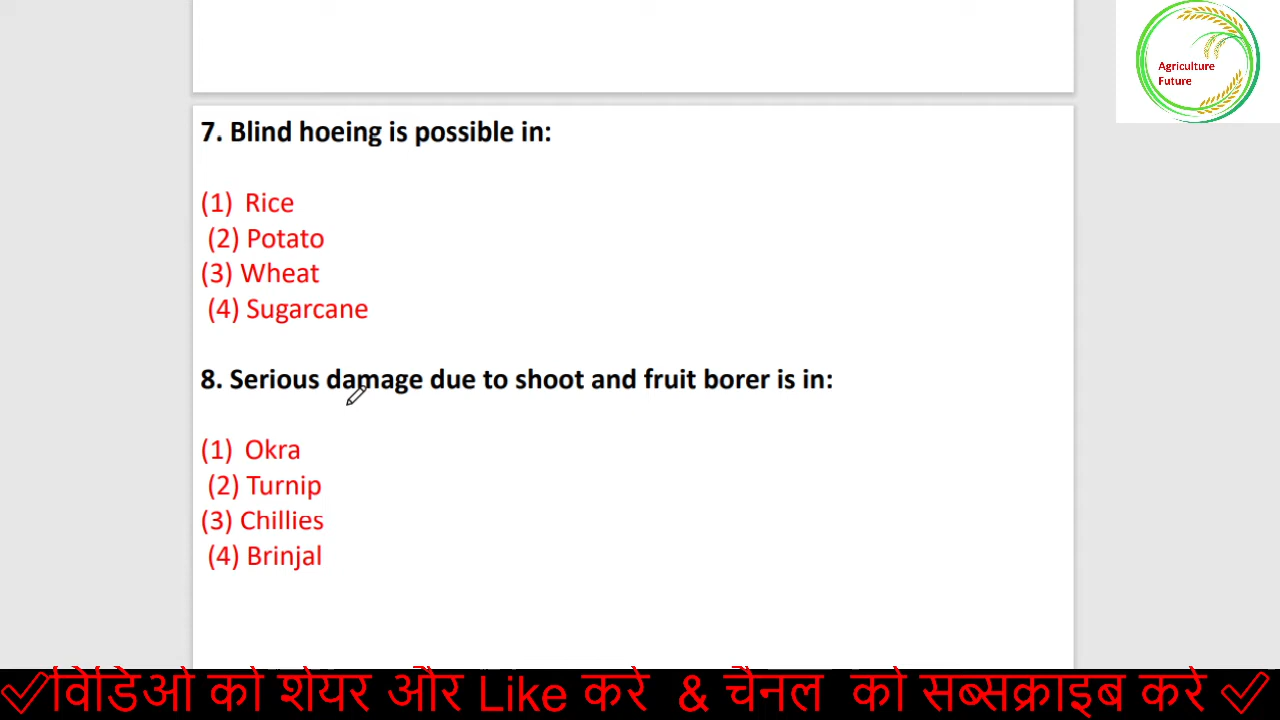 Agriculture
Future
7. Blind hoeing is possible in:
(1) Rice
(2) Potato
(3) Wheat
(4) Sugarcane
8. Serious damage due to shoot and fruit borer is in:
(1) Okra
(2) Turnip
(3) Chillies
(4) Brinjal
✓विडिओ को शेयर और Like करे & चैनल को सब्सक्राइब करे ✓